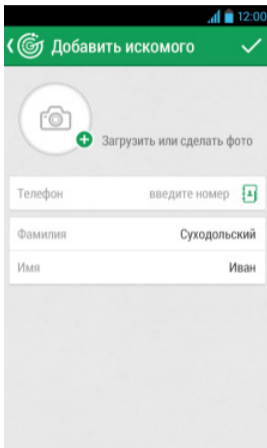 12:00
Добавить искомого
Загрузить или сделать фото
Телефон введите номер
Фамилия Суходольский
Имя Иван